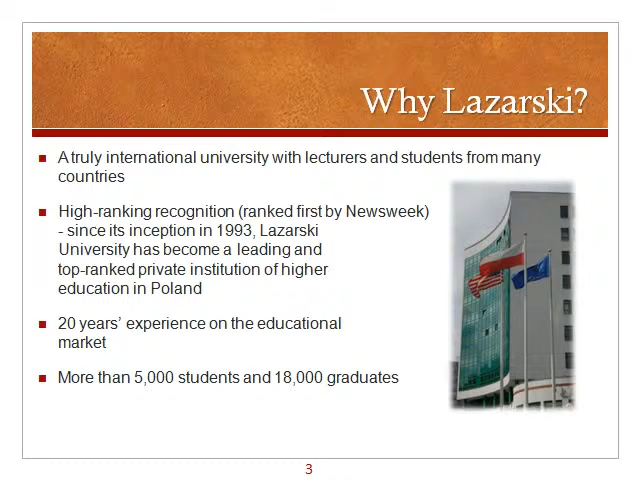 Why Lazarski?
A truly international university with lecturers and students from many
countries
High-ranking recognition (ranked first by Newsweek)
- since its inception in 1993, Lazarski
University has become a leading and
top-ranked private institution of higher
education in Poland
20 years’ experience on the educational
market
More than 5,000 students and 18,000 graduates
3